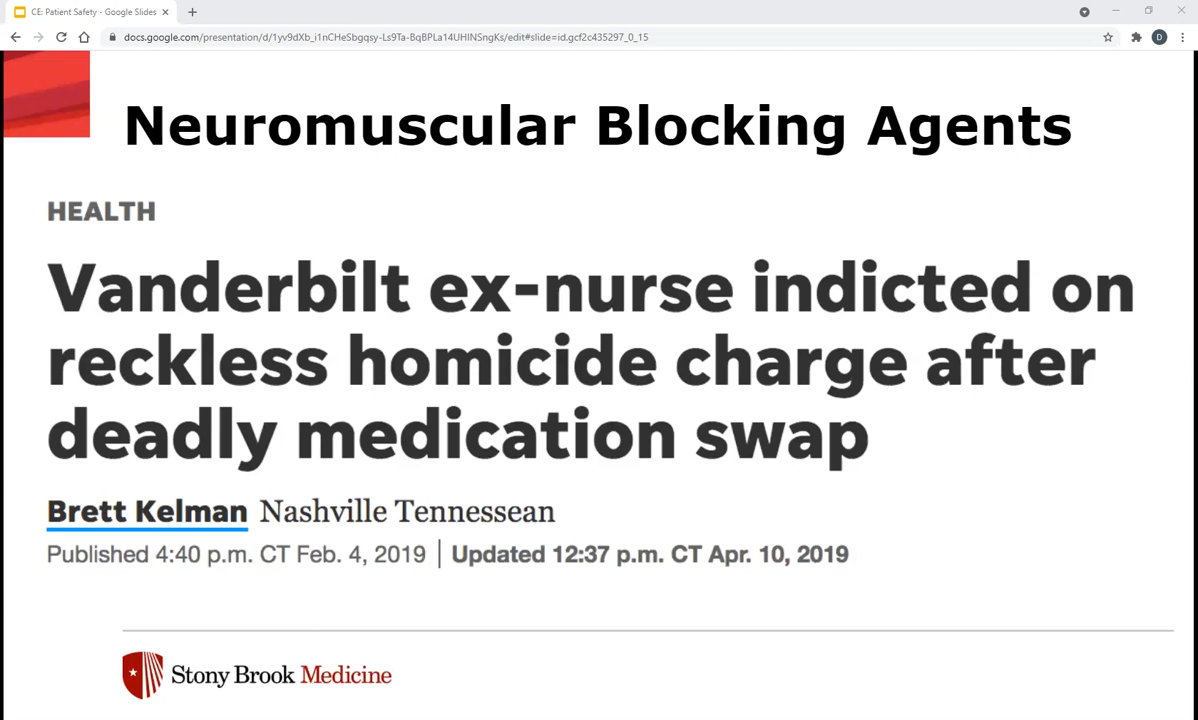 CE: Patient Safety - Google Slides
docs.google.com/presentation/d/1yv9dXb_i1nCHeSbgqsy-Ls9Ta-BqBPLa14UHINSngKs/edit#slide=id.gcf2c435297_0_15
D
Neuromuscular Blocking Agents
HEALTH
Vanderbilt ex-nurse indicted on
reckless homicide charge after
deadly medication swap
Brett Kelman Nashville Tennessean
Published 4:40 p.m. CT Feb. 4, 2019 | Updated 12:37 p.m. CT Apr. 10, 2019
Stony Brook Medicine